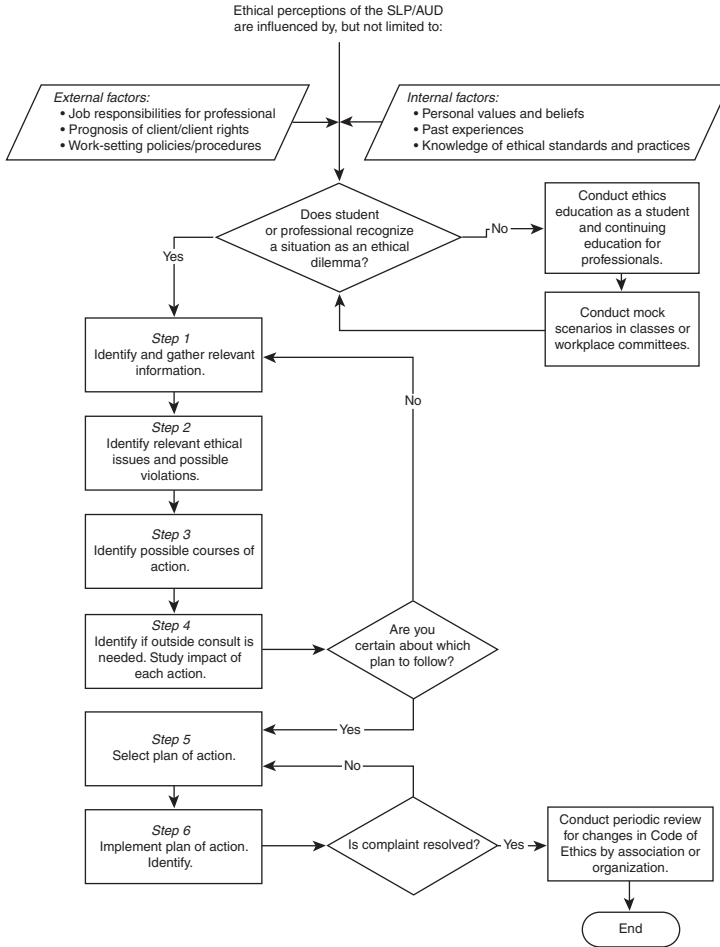 Ethical perceptions of the SLP/AUD
are influenced by, but not limited to:
External factors:
• Job responsibilities for professional
• Prognosis of client/client rights
• Work-setting policies/procedures
Internal factors:
• Personal values and beliefs
• Past experiences
• Knowledge of ethical standards and practices
Does student
or professional recognize
a situation as an ethical
dilemma?
No
Conduct ethics
education as a student
and continuing
education for
professionals.
Yes
Conduct mock
scenarios in classes or
workplace committees.
Step 1
Identify and gather relevant
information.
No
Step 2
Identify relevant ethical
issues and possible
violations.
Step 3
Identify possible courses of
action.
Step 4
Identify if outside consult is
needed. Study impact of
each action.
Are you
certain about which
plan to follow?
Yes
Step 5
Select plan of action.
No
Step 6
Implement plan of action.
Identify.
Is complaint resolved?
Yes
Conduct periodic review
for changes in Code of
Ethics by association or
organization.
End